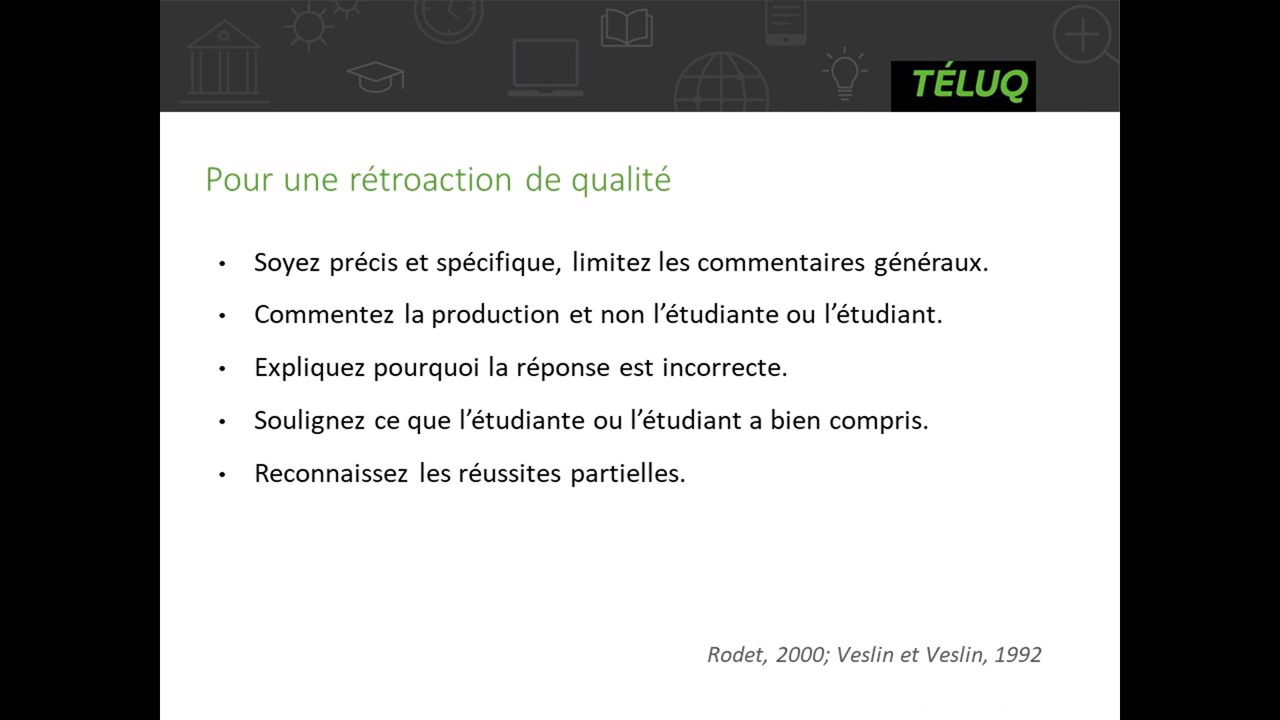 TÉLUQ
Pour une rétroaction de qualité
• Soyez précis et spécifique, limitez les commentaires généraux.
• Commentez la production et non l’étudiante ou l’étudiant.
• Expliquez pourquoi la réponse est incorrecte.
• Soulignez ce que l’étudiante ou l’étudiant a bien compris.
• Reconnaissez les réussites partielles.
Rodet, 2000; Veslin et Veslin, 1992